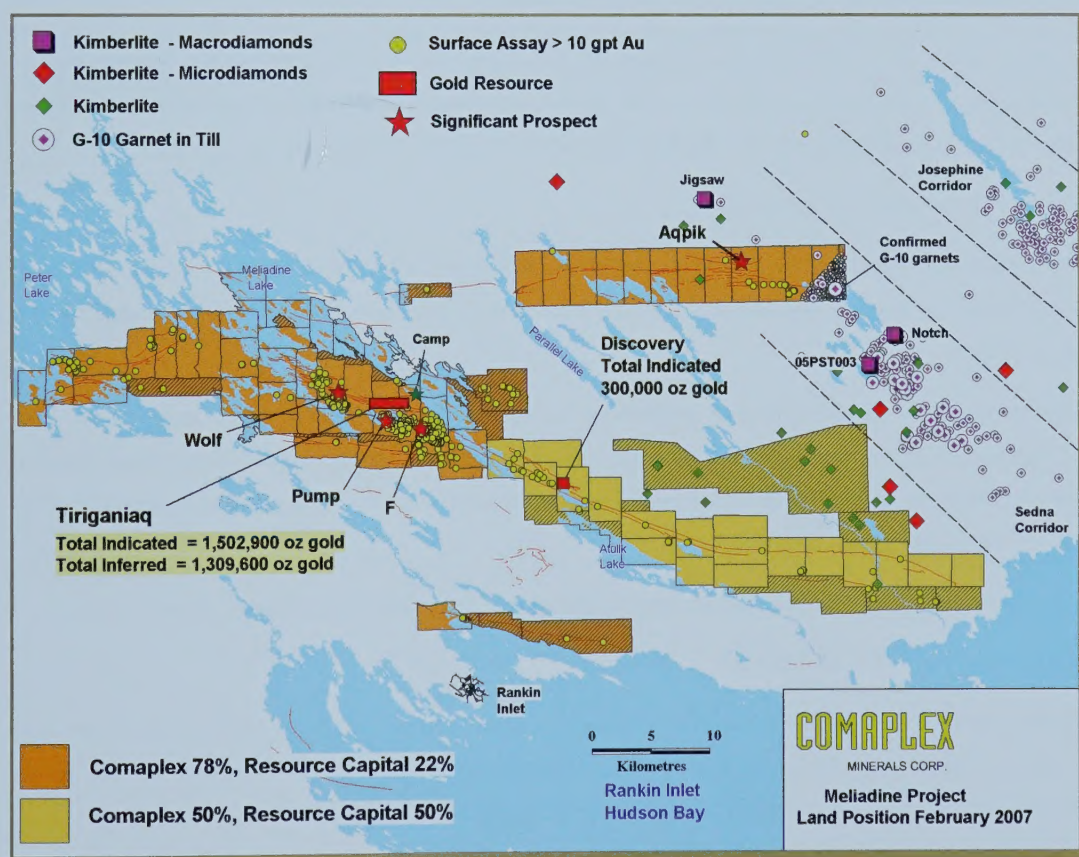 Kimberlite - Macrodiamonds
Kimberlite - Microdiamonds
Kimberlite
G-10 Garnet in Till
Surface Assay > 10 gpt Au
Gold Resource
Significant Prospect
Josephine
Corridor
Jigsaw
Aqpik
Confirmed
G-10 garnets
Peter
Lake
Meliadine
Lake
Camp
Parallel Lake
Discovery
Total Indicated
300,000 oz gold
Notch
05PST003
Wolf
Pump
F
Tiriganiaq
Total Indicated = 1,502,900 oz gold
Total Inferred = 1,309,600 oz gold
Atulik
Lake
Sedna
Corridor
Rankin
Inlet
0 5 10
Kilometres
Rankin Inlet
Hudson Bay
Comaplex 78%, Resource Capital 22%
Comaplex 50%, Resource Capital 50%
COMAPLEX
MINERALS CORP.
Meliadine Project
Land Position February 2007